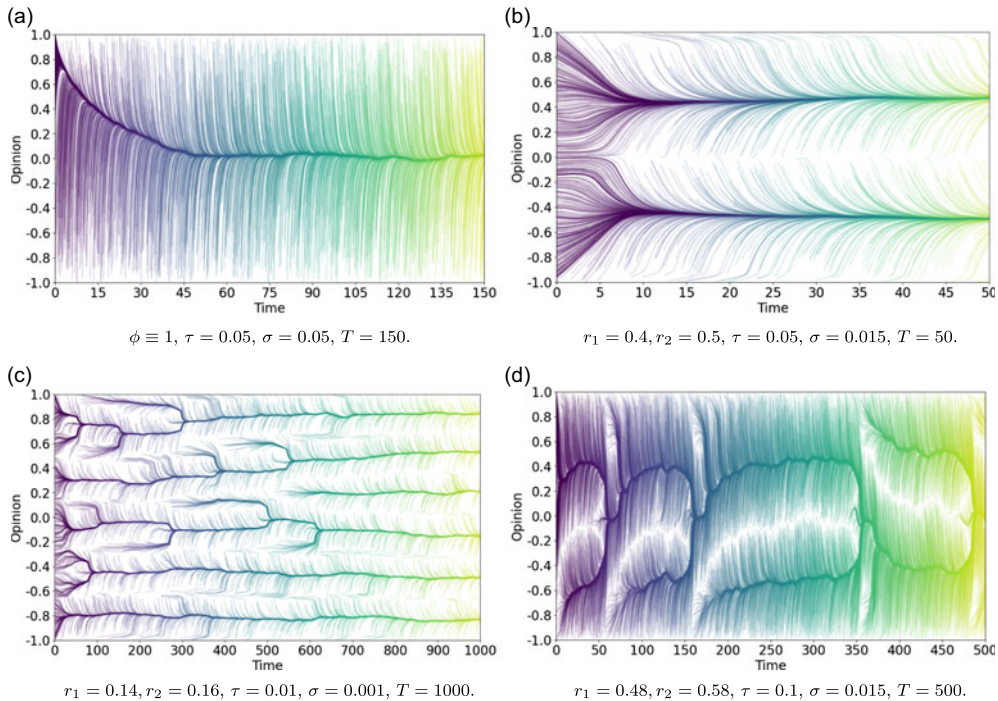 (a)
(b)
1.0
0.8
0.6
0.4
0.2
0.0
-0.2
-0.4
-0.6
-0.8
-1.0
Opinion
0 15 30 45 60 75 90 105 120 135 150
Time
1.0
0.8
0.6
0.4
0.2
0.0
-0.2
-0.4
-0.6
-0.8
-1.0
Opinion
0 5 10 15 20 25 30 35 40 45 50
Time
ϕ ≡ 1, τ = 0.05, σ = 0.05, T = 150.
r₁ = 0.4, r₂ = 0.5, τ = 0.05, σ = 0.015, T = 50.
(c)
(d)
1.0
0.8
0.6
0.4
0.2
0.0
-0.2
-0.4
-0.6
-0.8
-1.0
Opinion
0 100 200 300 400 500 600 700 800 900 1000
Time
1.0
0.8
0.6
0.4
0.2
0.0
-0.2
-0.4
-0.6
-0.8
-1.0
Opinion
0 50 100 150 200 250 300 350 400 450 500
Time
r₁ = 0.14, r₂ = 0.16, τ = 0.01, σ = 0.001, T = 1000.
r₁ = 0.48, r₂ = 0.58, τ = 0.1, σ = 0.015, T = 500.